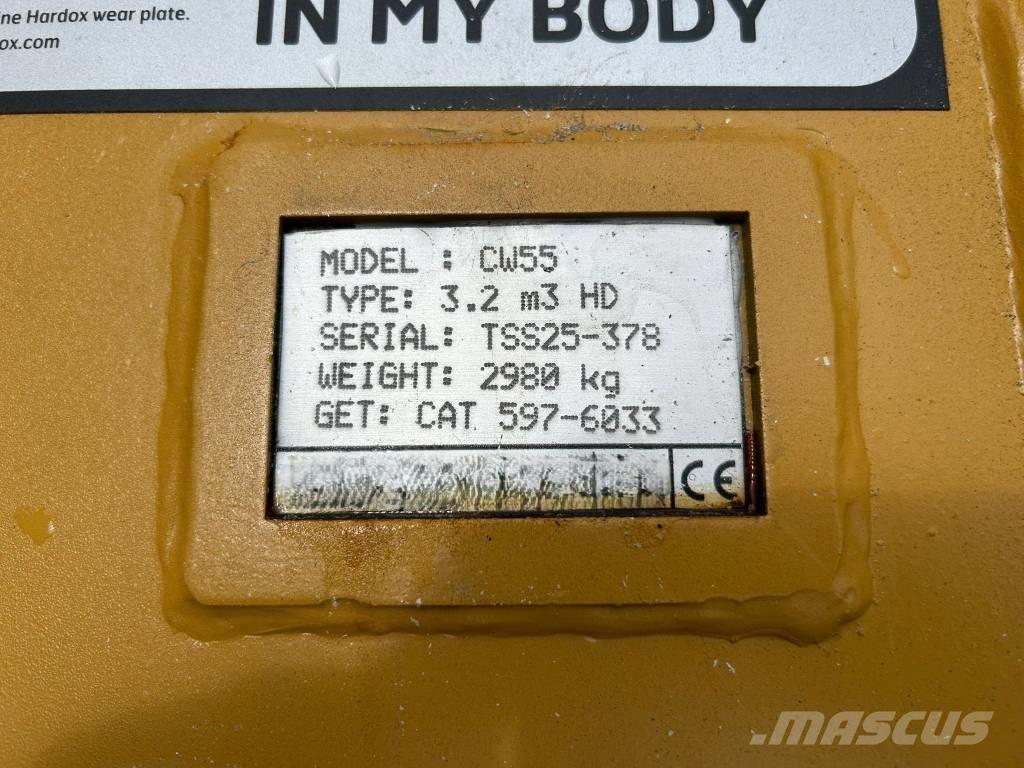 ine Hardox wear plate.
ox.com
IN MY BODY
MODEL : CW55
TYPE: 3.2 m3 HD
SERIAL: TSS25-378
WEIGHT: 2980 kg
GET: CAT 597-6033
CE
MASCUS